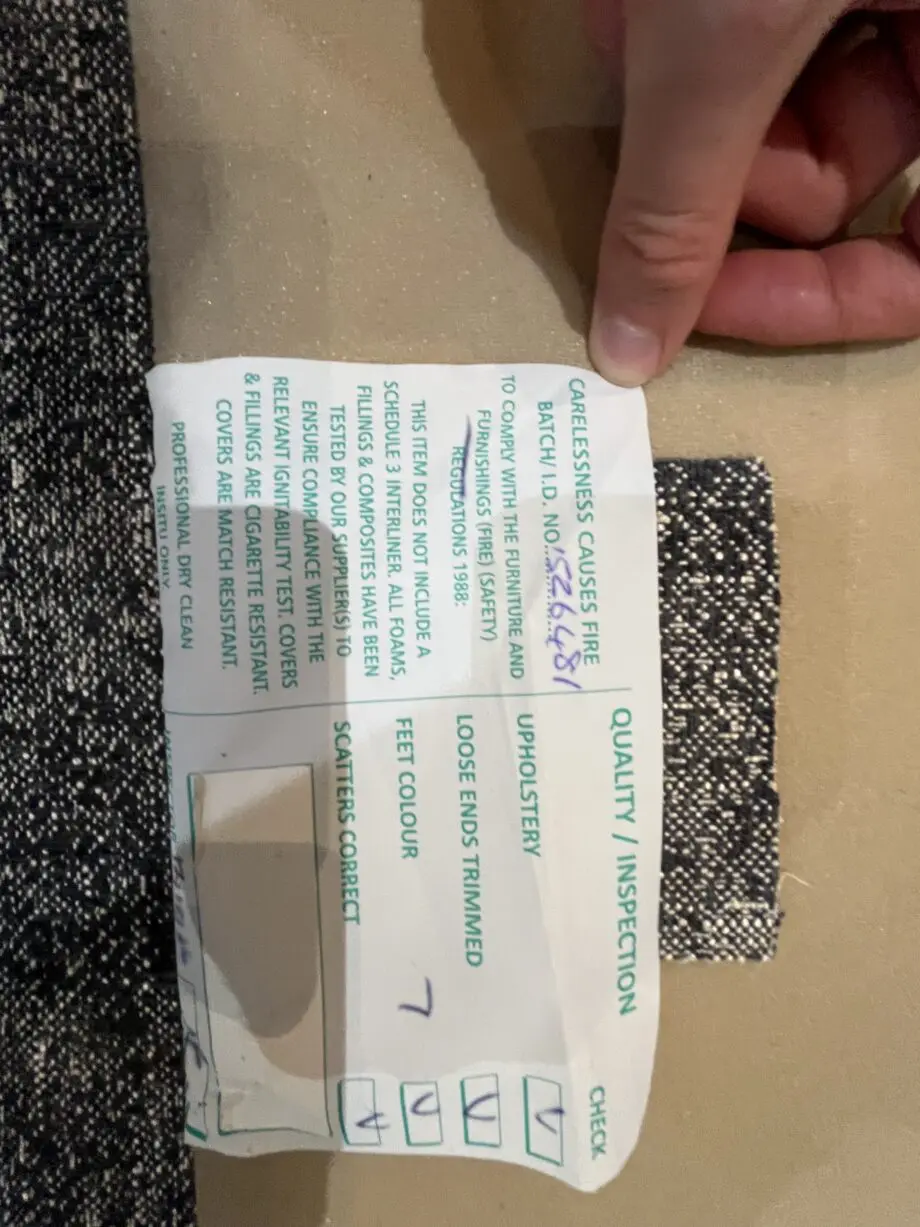 CARELESSNESS CAUSES FIRE
BATCH/ I.D. NO. 1526481
TO COMPLY WITH THE FURNITURE AND
FURNISHINGS (FIRE) (SAFETY)
REGULATIONS 1988:
THIS ITEM DOES NOT INCLUDE A
SCHEDULE 3 INTERLINER. ALL FOAMS,
FILLINGS & COMPOSITES HAVE BEEN
TESTED BY OUR SUPPLIER(S) TO
ENSURE COMPLIANCE WITH THE
RELEVANT IGNITABILITY TEST. COVERS
& FILLINGS ARE CIGARETTE RESISTANT.
COVERS ARE MATCH RESISTANT.
PROFESSIONAL DRY CLEAN
INSITU ONLY
QUALITY / INSPECTION CHECK
UPHOLSTERY
LOOSE ENDS TRIMMED
FEET COLOUR 7
SCATTERS CORRECT